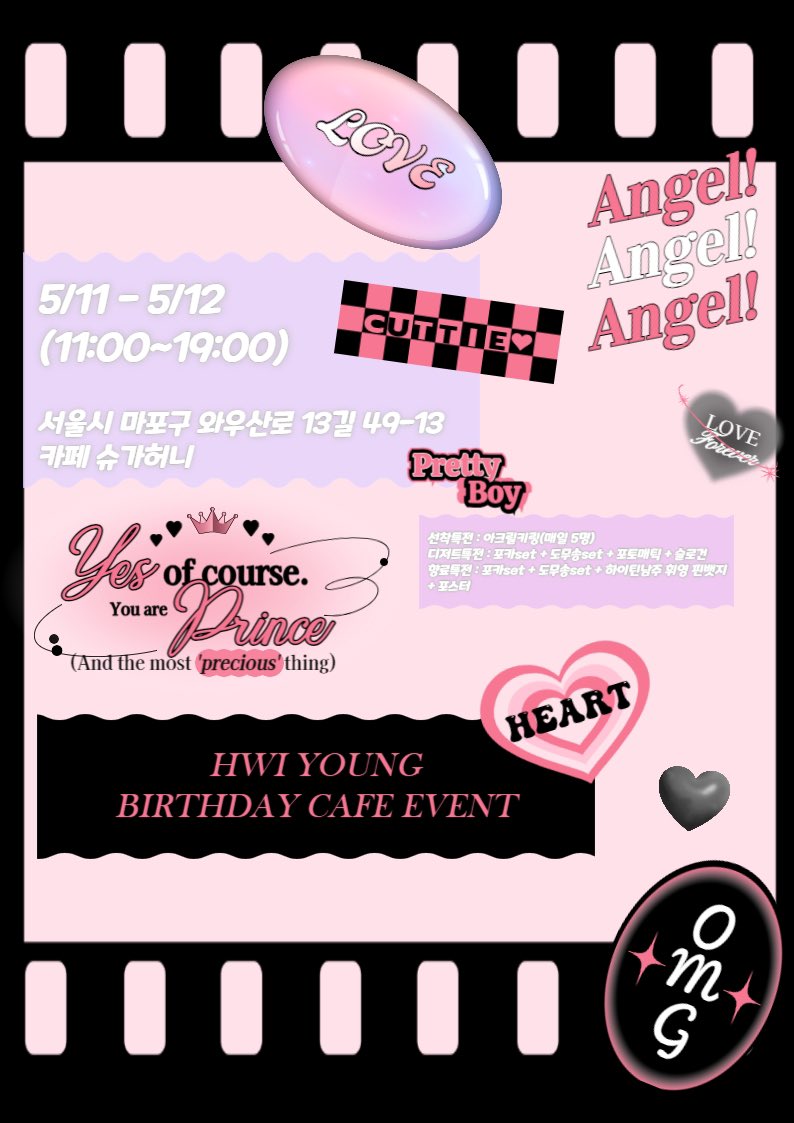 LOVE
Angel!
Angel!
Angel!
5/11 - 5/12
(11:00~19:00)
CUTTIE♥
서울시 마포구 와우산로 13길 49-13
카페 슈가허니
LOVE
Forever
Pretty
Boy
선착특전 : 아크릴키링(매일 5명)
디저트특전 : 포카set + 도무송set + 포토매틱 + 슬로건
향료특전 : 포카set + 도무송set + 하이틴남주 휘영 핀뱃지
+ 포스터
Yes of course.
You are Prince
(And the most 'precious' thing)
HEART
HWI YOUNG
BIRTHDAY CAFE EVENT
OMG